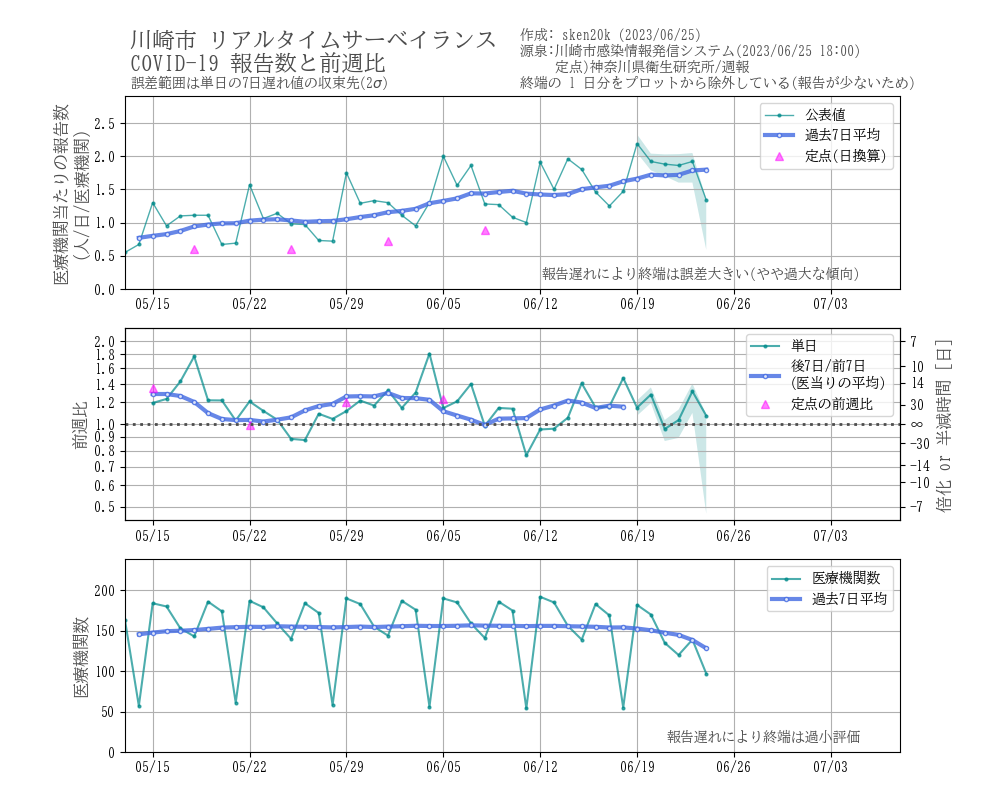 川崎市 リアルタイムサーベイランス
COVID-19 報告数と前週比
誤差範囲は単日の7日遅れ値の収束先(2σ)
作成: sken20k (2023/06/25)
源泉:川崎市感染症情報発信システム(2023/06/25 18:00)
定点)神奈川県衛生研究所/週報
終端の 1 日分をプロットから除外している(報告が少ないため)
医療機関当たりの報告数
(人/日/医療機関)
2.5
2.0
1.5
1.0
0.5
0.0
公表値
過去7日平均
定点(日換算)
報告遅れにより終端は誤差大きい(やや過大な傾向)
05/15 05/22 05/29 06/05 06/12 06/19 06/26 07/03
前週比
2.0
1.8
1.6
1.4
1.2
1.0
0.9
0.8
0.7
0.6
0.5
単日
後7日/前7日
(医当りの平均)
定点の前週比
7
10
14
30
∞
-30
-14
-10
-7
倍化 or 半減時間 [日]
05/15 05/22 05/29 06/05 06/12 06/19 06/26 07/03
医療機関数
200
150
100
50
0
医療機関数
過去7日平均
報告遅れにより終端は過小評価
05/15 05/22 05/29 06/05 06/12 06/19 06/26 07/03